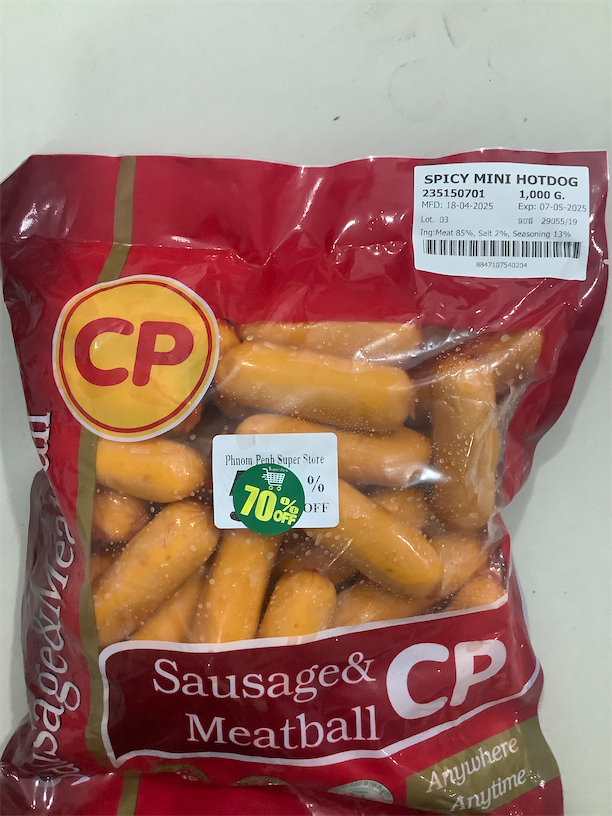 SPICY MINI HOTDOG
235150701 1,000 G.
MFD: 18-04-2025 Exp: 07-05-2025
Lot. 03 29055/19
Ing:Meat 85%, Salt 2%, Seasoning 13%
8847107540204
CP
Phnom Penh Super Store
%
OFF
70%
OFF
Sausage&
Meatball
CP
Anywhere
Anytime